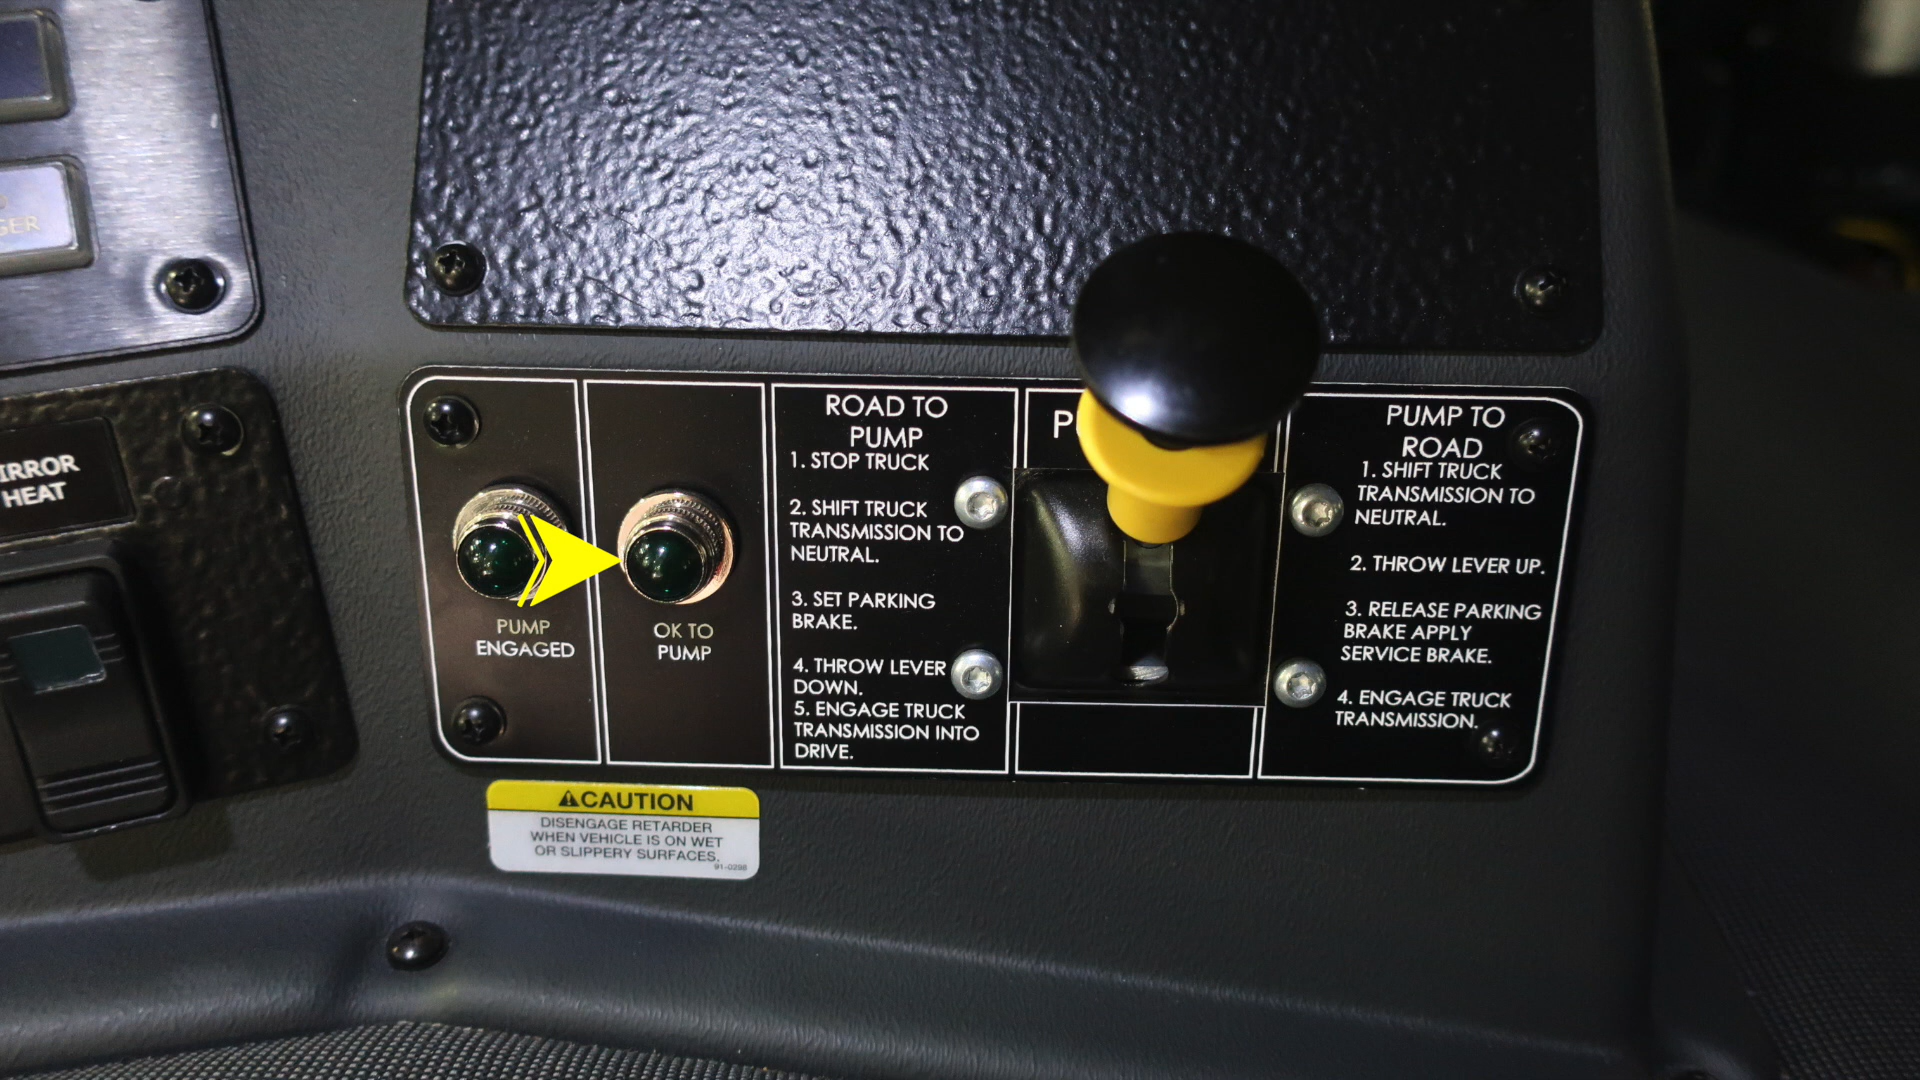 GER
IRROR
HEAT
PUMP
ENGAGED
OK TO
PUMP
ROAD TO
PUMP
1. STOP TRUCK
2. SHIFT TRUCK
TRANSMISSION TO
NEUTRAL.
3. SET PARKING
BRAKE.
4. THROW LEVER
DOWN.
5. ENGAGE TRUCK
TRANSMISSION INTO
DRIVE.
P
PUMP TO
ROAD
1. SHIFT TRUCK
TRANSMISSION TO
NEUTRAL.
2. THROW LEVER UP.
3. RELEASE PARKING
BRAKE APPLY
SERVICE BRAKE.
4. ENGAGE TRUCK
TRANSMISSION.
CAUTION
DISENGAGE RETARDER
WHEN VEHICLE IS ON WET
OR SLIPPERY SURFACES.
91-0298